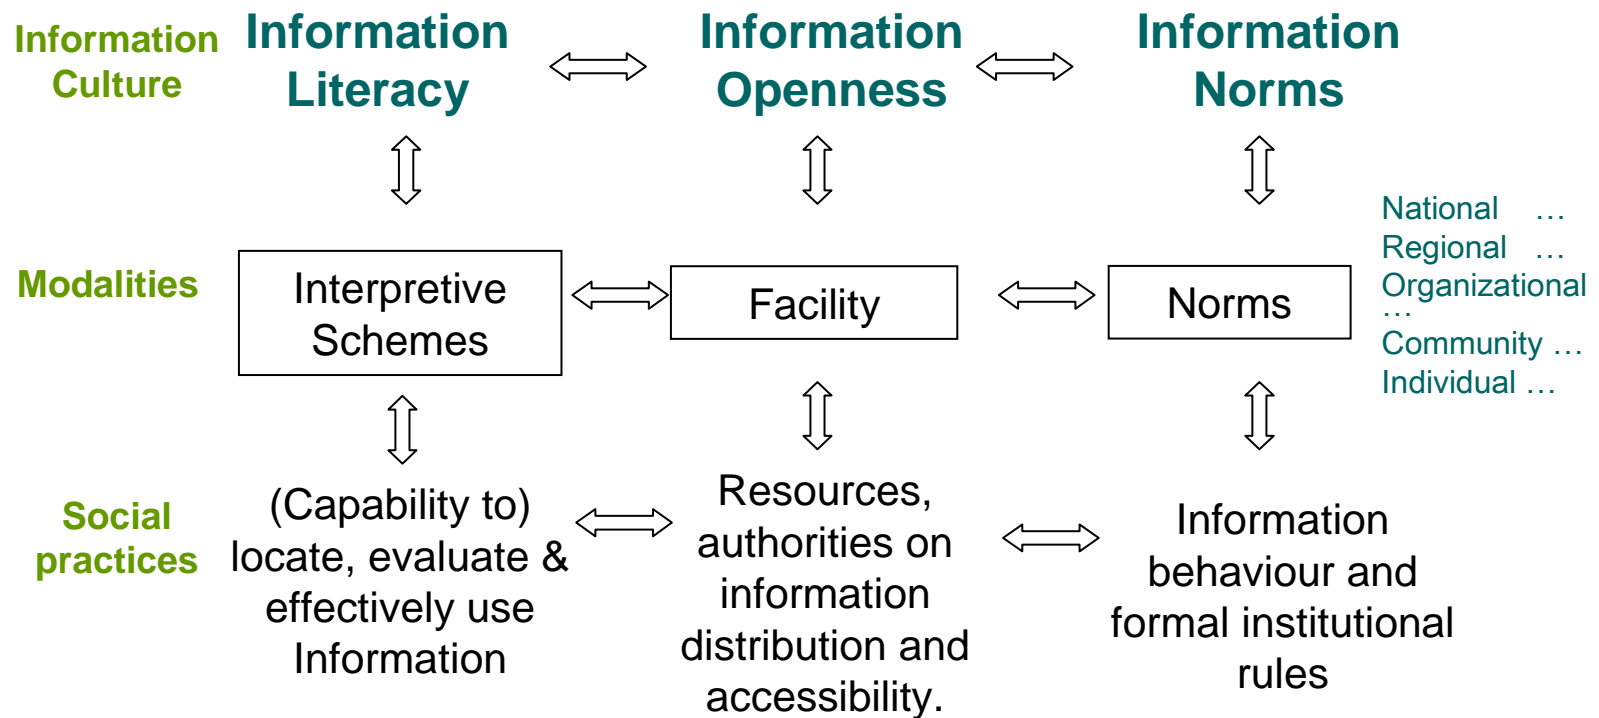 Information
Culture
Information
Literacy
Information
Openness
Information
Norms
Modalities
Interpretive
Schemes
Facility
Norms
National …
Regional …
Organizational
…
Community …
Individual …
Social
practices
(Capability to)
locate, evaluate &
effectively use
Information
Resources,
authorities on
information
distribution and
accessibility.
Information
behaviour and
formal institutional
rules